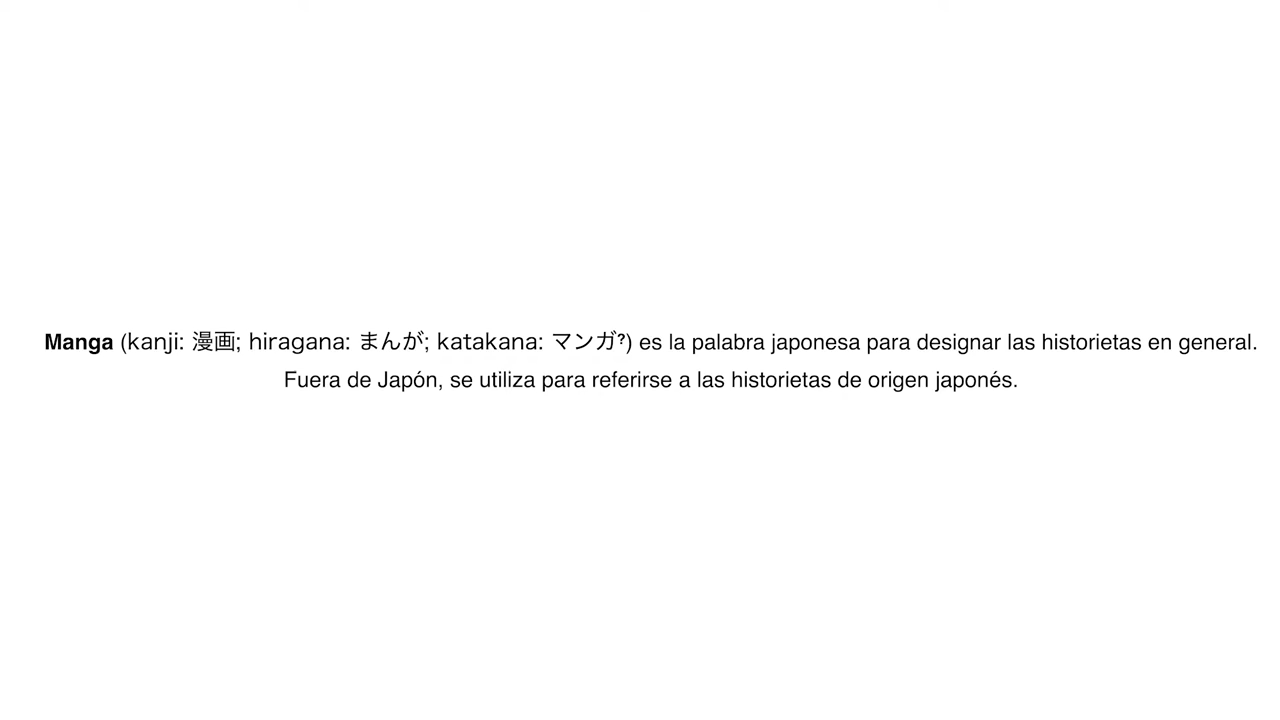 Manga (kanji: 漫画; hiragana: まんが; katakana: マンガ?) es la palabra japonesa para designar las historietas en general.
Fuera de Japón, se utiliza para referirse a las historietas de origen japonés.